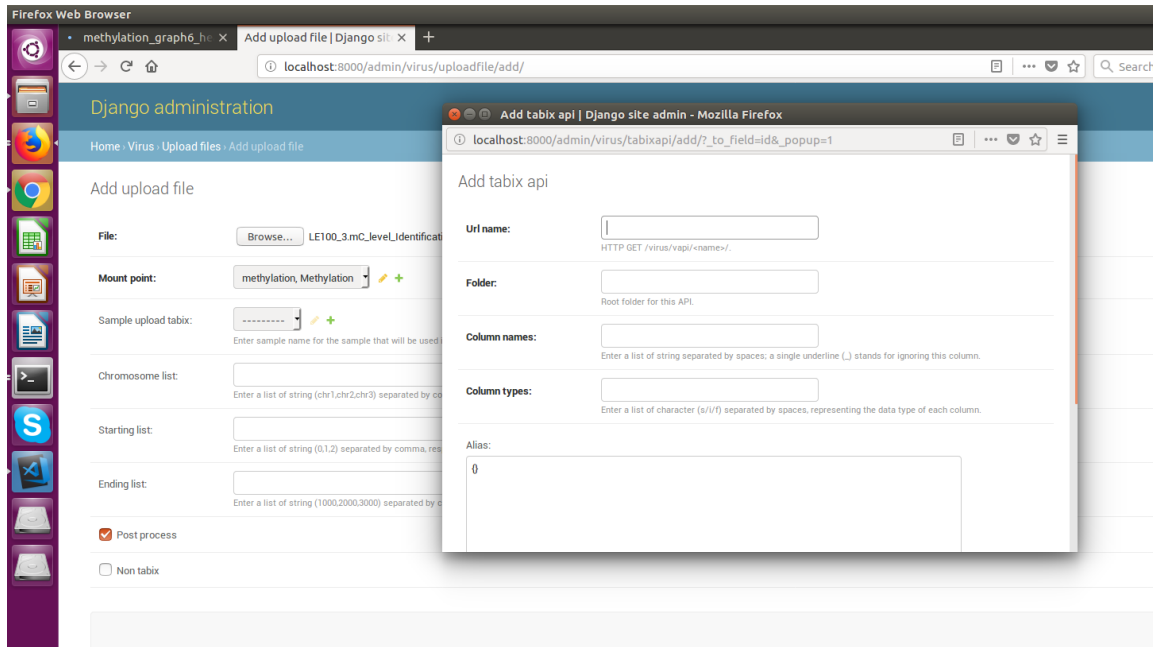 Firefox Web Browser
methylation_graph6_he
Add upload file | Django sit
localhost:8000/admin/virus/uploadfile/add/
Search
Django administration
Home › Virus › Upload files › Add upload file
Add upload file
File:
Browse... LE100_3.mC_level_Identificati
Mount point:
methylation, Methylation
Sample upload tabix:
---------
Enter sample name for the sample that will be used
Chromosome list:
Enter a list of string (chr1,chr2,chr3) separated by co
Starting list:
Enter a list of string (0,1,2) separated by comma, res
Ending list:
Enter a list of string (1000,2000,3000) separated by c
Post process
Non tabix
Add tabix api | Django site admin - Mozilla Firefox
localhost:8000/admin/virus/tabixapi/add/?_to_field=id&_popup=1
Add tabix api
Url name:
HTTP GET /virus/vapi/<name>/.
Folder:
Root folder for this API.
Column names:
Enter a list of string separated by spaces; a single underline (_) stands for ignoring this column.
Column types:
Enter a list of character (s/i/f) separated by spaces, representing the data type of each column.
Alias:
{}